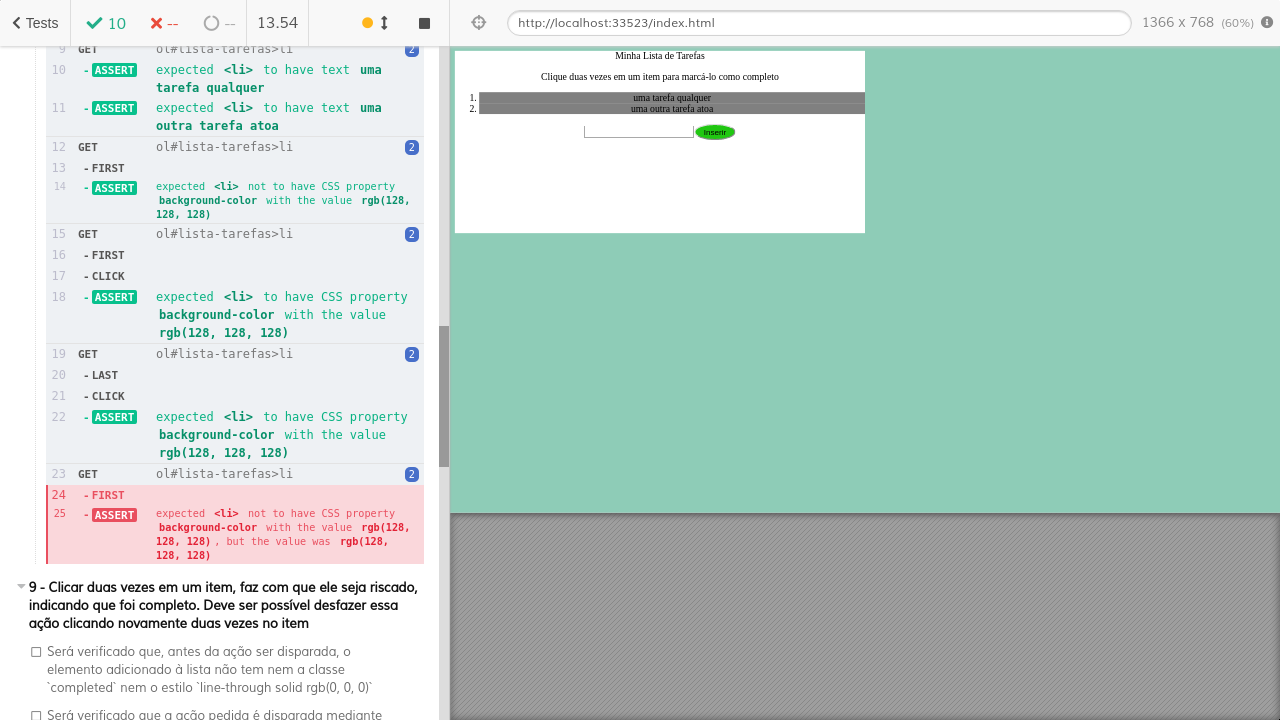 Tests 10 -- -- 13.54 http://localhost:33523/index.html 1366 x 768 (60%)
9 GET ol#lista-tarefas>li 2
10 - ASSERT expected <li> to have text uma
tarefa qualquer
11 - ASSERT expected <li> to have text uma
outra tarefa atoa
12 GET ol#lista-tarefas>li 2
13 - FIRST
14 - ASSERT expected <li> not to have CSS property
background-color with the value rgb(128,
128, 128)
15 GET ol#lista-tarefas>li 2
16 - FIRST
17 - CLICK
18 - ASSERT expected <li> to have CSS property
background-color with the value
rgb(128, 128, 128)
19 GET ol#lista-tarefas>li 2
20 - LAST
21 - CLICK
22 - ASSERT expected <li> to have CSS property
background-color with the value
rgb(128, 128, 128)
23 GET ol#lista-tarefas>li 2
24 - FIRST
25 - ASSERT expected <li> not to have CSS property
background-color with the value rgb(128,
128, 128), but the value was rgb(128,
128, 128)
9 - Clicar duas vezes em um item, faz com que ele seja riscado,
indicando que foi completo. Deve ser possível desfazer essa
ação clicando novamente duas vezes no item
Será verificado que, antes da ação ser disparada, o
elemento adicionado à lista não tem nem a classe
`completed` nem o estilo `line-through solid rgb(0, 0, 0)`
Será verificado que a ação pedida é disparada mediante
Minha Lista de Tarefas
Clique duas vezes em um item para marcá-lo como completo
1. uma tarefa qualquer
2. uma outra tarefa atoa
Inserir